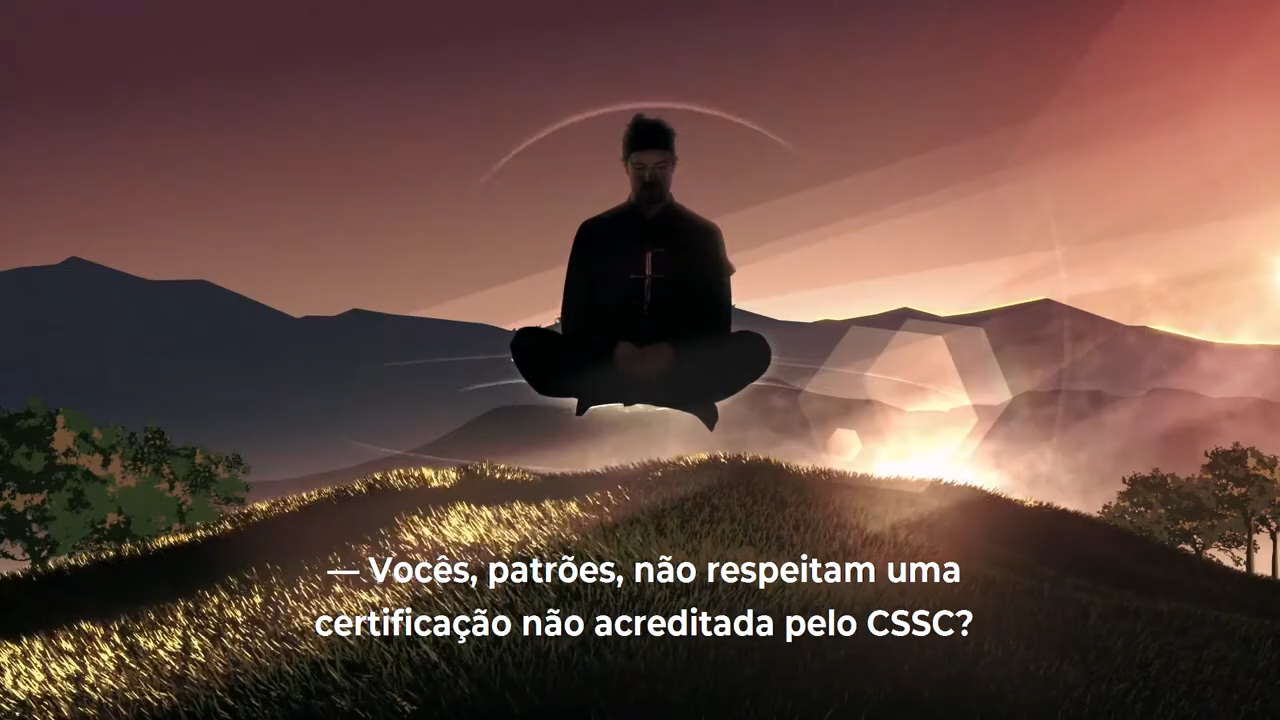 — Vocês, patrões, não respeitam uma
certificação não acreditada pelo CSSC?